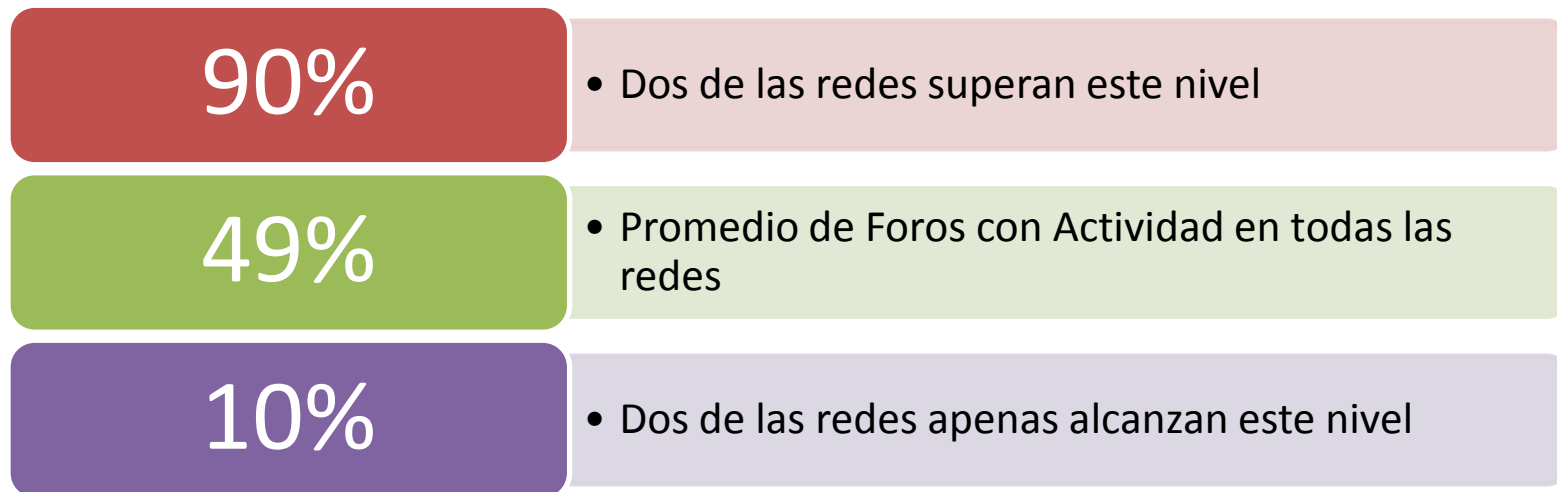 90%
• Dos de las redes superan este nivel
49%
• Promedio de Foros con Actividad en todas las
redes
10%
• Dos de las redes apenas alcanzan este nivel